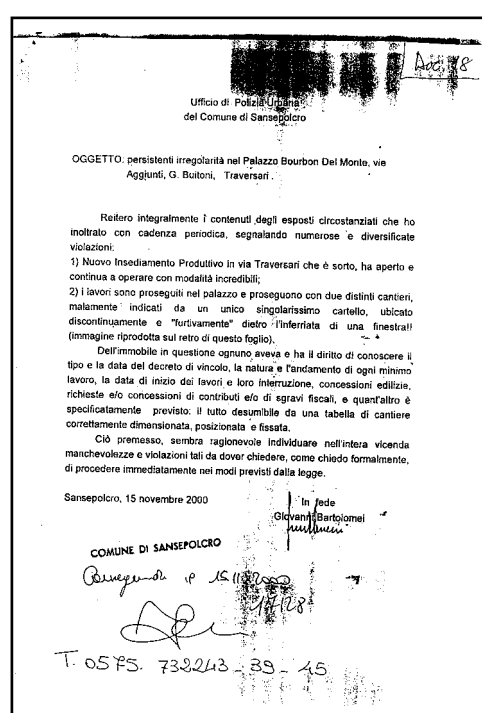 Doc. 18
Ufficio di Polizia Urbana
del Comune di Sansepolcro
OGGETTO: persistenti irregolarità nel Palazzo Bourbon Del Monte, vie
Aggiunti, G. Buitoni, Traversari.
Reitero integralmente i contenuti degli esposti circostanziati che ho
inoltrato con cadenza periodica, segnalando numerose e diversificate
violazioni:
1) Nuovo Insediamento Produttivo in via Traversari che è sorto, ha aperto e
continua a operare con modalità incredibili;
2) i lavori sono proseguiti nel palazzo e proseguono con due distinti cantieri,
malamente indicati da un unico singolarissimo cartello, ubicato
discontinuamente e "furtivamente" dietro l'inferriata di una finestra!!
(immagine riprodotta sul retro di questo foglio).
Dell'immobile in questione ognuno aveva e ha il diritto di conoscere il
tipo e la data del decreto di vincolo, la natura e l'andamento di ogni minimo
lavoro, la data di inizio dei lavori e loro interruzione, concessioni edilizie,
richieste e/o concessioni di contributi e/o di sgravi fiscali, e quant'altro è
specificatamente previsto: il tutto desumibile da una tabella di cantiere
correttamente dimensionata, posizionata e fissata.
Ciò premesso, sembra ragionevole individuare nell'intera vicenda
manchevolezze e violazioni tali da dover chiedere, come chiedo formalmente,
di procedere immediatamente nei modi previsti dalla legge.
Sansepolcro, 15 novembre 2000
In fede
Giovanni Bartolomei
COMUNE DI SANSEPOLCRO
15/11/2000
17128
T. 0575. 732243 - 39 - 45